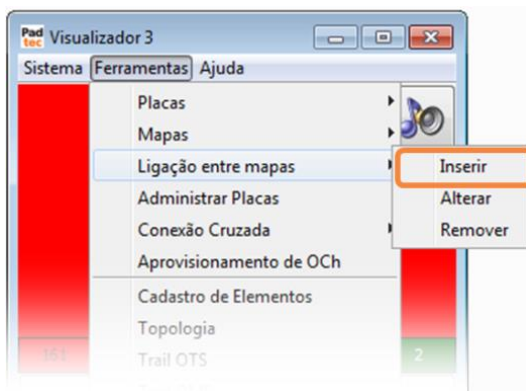 Pad tec Visualizador 3
Sistema Ferramentas Ajuda
Placas
Mapas
Ligação entre mapas
Inserir
Administrar Placas
Alterar
Conexão Cruzada
Remover
Aprovisionamento de OCh
Cadastro de Elementos
Topologia
161
Trail OTS
2